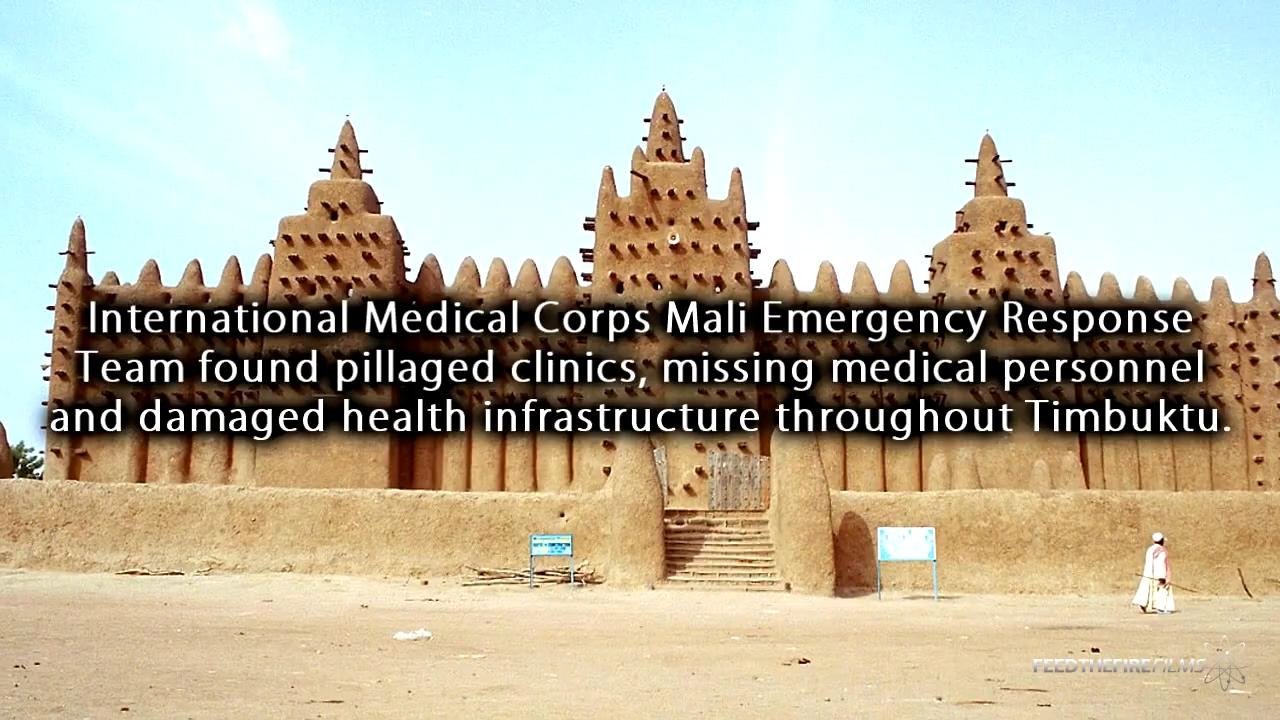 International Medical Corps Mali Emergency Response
Team found pillaged clinics, missing medical personnel
and damaged health infrastructure throughout Timbuktu.
FEEDTHEFIREFILMS